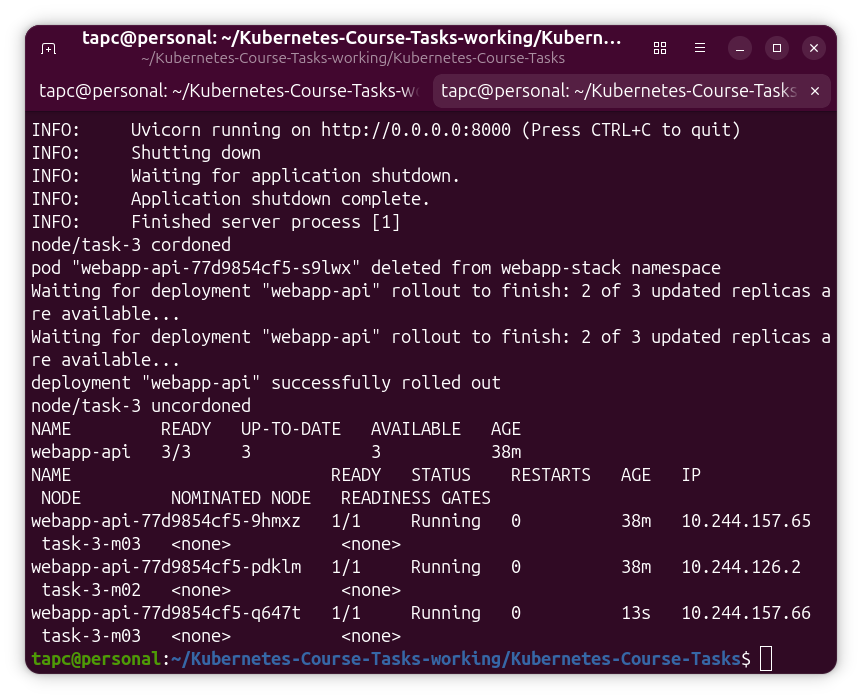 tapc@personal: ~/Kubernetes-Course-Tasks-working/Kubern...
~/Kubernetes-Course-Tasks-working/Kubernetes-Course-Tasks
tapc@personal: ~/Kubernetes-Course-Tasks-wo
tapc@personal: ~/Kubernetes-Course-Tasks
INFO:     Uvicorn running on http://0.0.0.0:8000 (Press CTRL+C to quit)
INFO:     Shutting down
INFO:     Waiting for application shutdown.
INFO:     Application shutdown complete.
INFO:     Finished server process [1]
node/task-3 cordoned
pod "webapp-api-77d9854cf5-s9lwx" deleted from webapp-stack namespace
Waiting for deployment "webapp-api" rollout to finish: 2 of 3 updated replicas a
re available...
Waiting for deployment "webapp-api" rollout to finish: 2 of 3 updated replicas a
re available...
deployment "webapp-api" successfully rolled out
node/task-3 uncordoned
NAME         READY   UP-TO-DATE   AVAILABLE   AGE
webapp-api   3/3     3            3           38m
NAME                          READY   STATUS    RESTARTS   AGE   IP
 NODE         NOMINATED NODE   READINESS GATES
webapp-api-77d9854cf5-9hmxz   1/1     Running   0          38m   10.244.157.65
 task-3-m03   <none>           <none>
webapp-api-77d9854cf5-pdklm   1/1     Running   0          38m   10.244.126.2
 task-3-m02   <none>           <none>
webapp-api-77d9854cf5-q647t   1/1     Running   0          13s   10.244.157.66
 task-3-m03   <none>           <none>
tapc@personal:~/Kubernetes-Course-Tasks-working/Kubernetes-Course-Tasks$